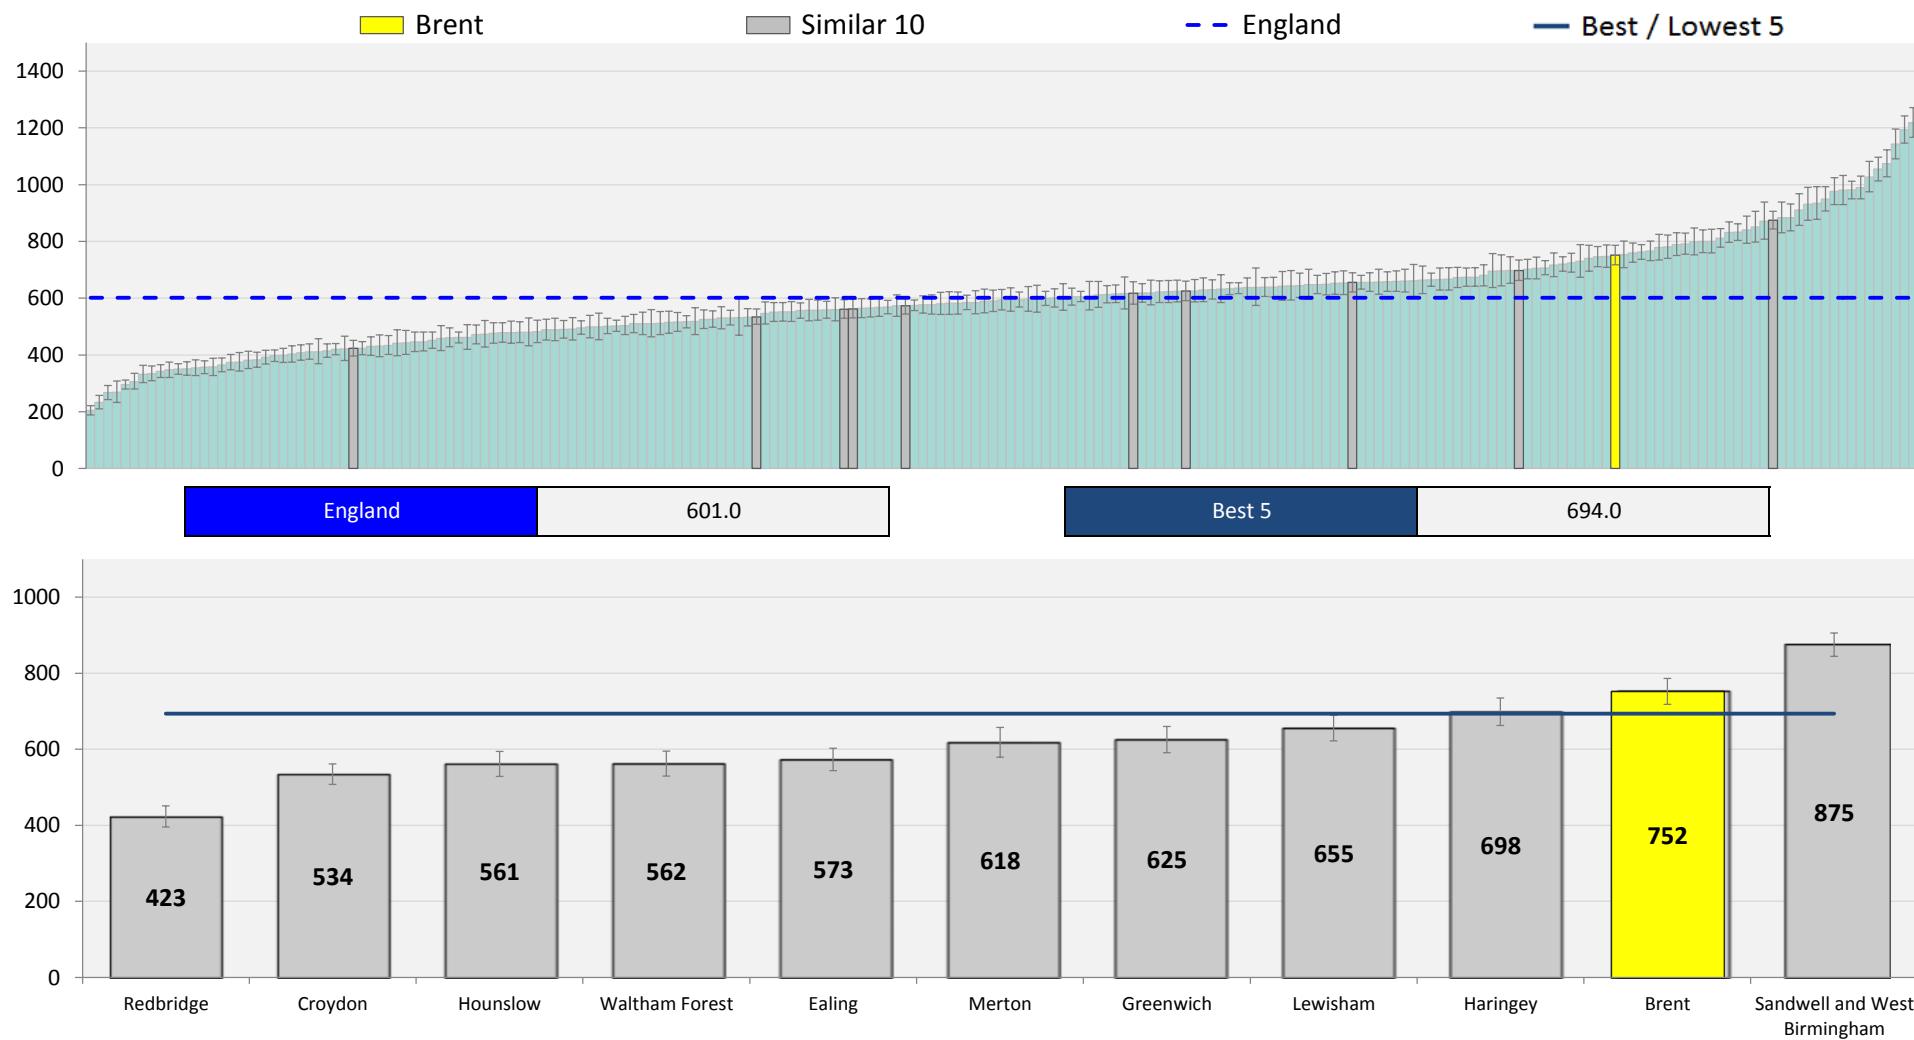 Brent
Similar 10
England
Best / Lowest 5
1400
1200
1000
800
600
400
200
0
England 601.0
Best 5 694.0
1000
800
600
400
200
0
423
534
561
562
573
618
625
655
698
752
875
Redbridge
Croydon
Hounslow
Waltham Forest
Ealing
Merton
Greenwich
Lewisham
Haringey
Brent
Sandwell and West
Birmingham